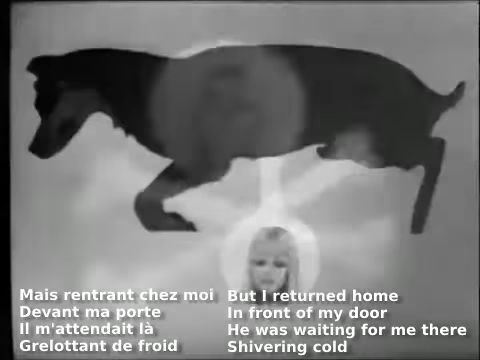 Mais rentrant chez moi
Devant ma porte
Il m'attendait là
Grelottant de froid
But I returned home
In front of my door
He was waiting for me there
Shivering cold